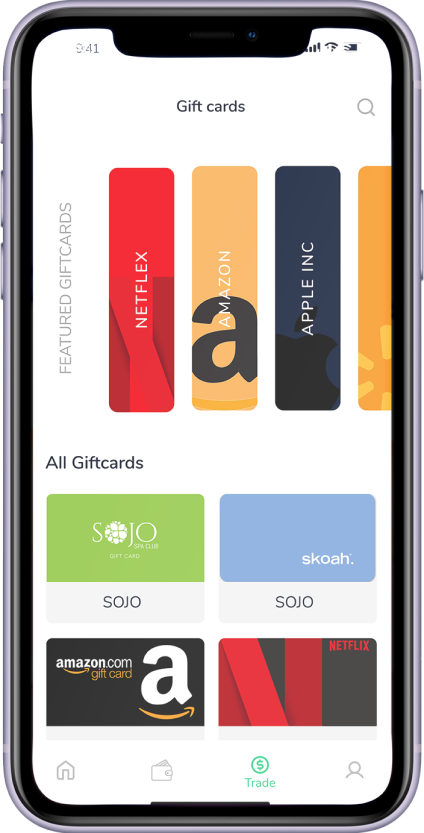 9:41
Gift cards
FEATURED GIFTCARDS
NETFLEX
AMAZON
a
APPLE INC
All Giftcards
SOJO
SPA CLUB
GIFT CARD
skoah.
SOJO
SOJO
amazon.com
gift card
a
NETFLIX
Trade